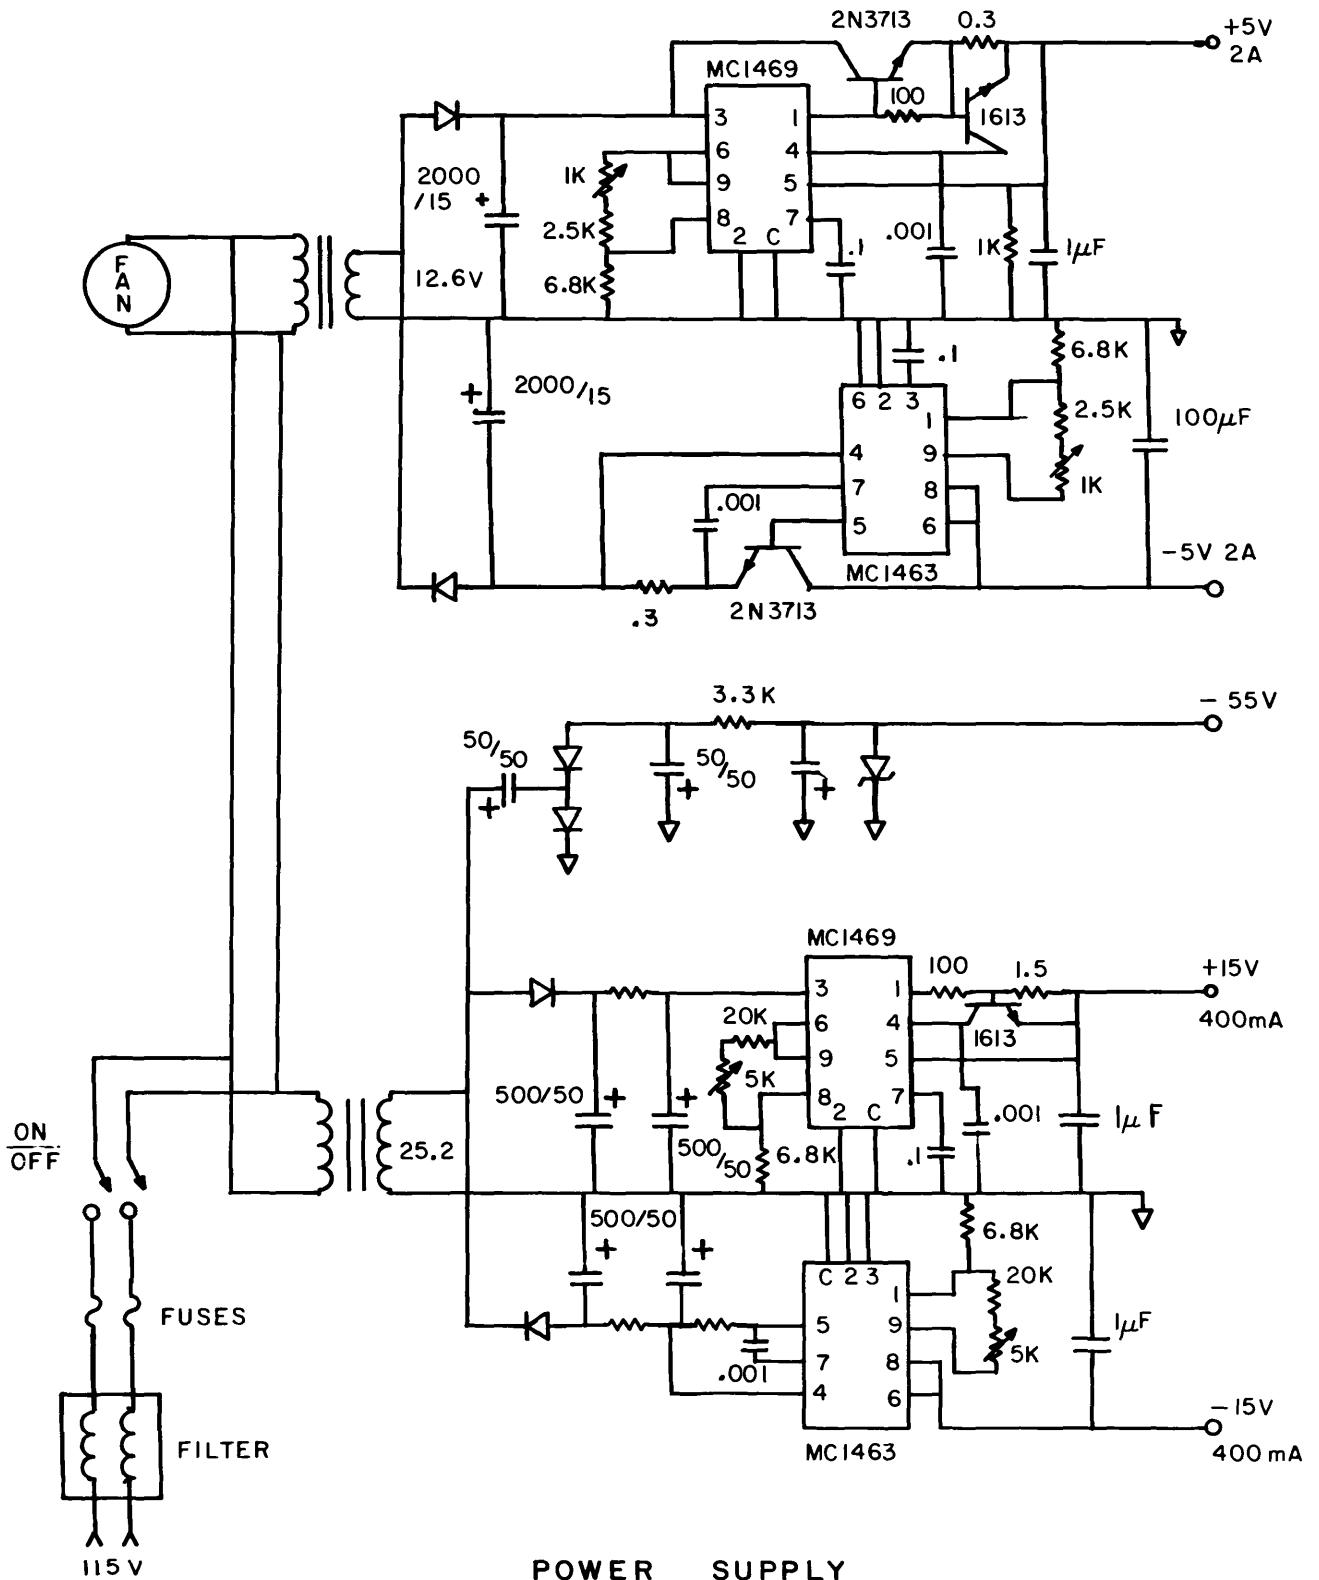 2N3713
0.3
+5V
2A
MC1469
100
1613
3
1
6
4
9
5
8
7
2 C
2000
/15
+
1K
2.5K
6.8K
.1
.001
1K
1µF
FAN
12.6V
+
2000/15
.1
6.8K
6 2 3
1
2.5K
100µF
4
9
7
8
1K
5
6
.001
MC1463
-5V 2A
.3
2N3713
3.3K
- 55V
50/50
+
50/50
+
+
MC1469
100
1.5
+15V
400mA
3
1
6
4
9
5
8
7
2 C
20K
5K
1613
500/50
+
+
500/50
6.8K
.1
.001
1µF
ON
OFF
25.2
500/50
+
+
6.8K
C 2 3
1
20K
5
9
5K
7
8
4
6
.001
1µF
MC1463
-15V
400mA
FUSES
FILTER
115V
POWER SUPPLY